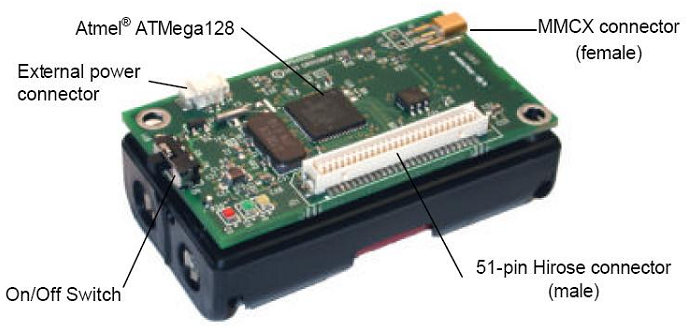 Atmel® ATMega128
MMCX connector
(female)
External power
connector
51-pin Hirose connector
(male)
On/Off Switch